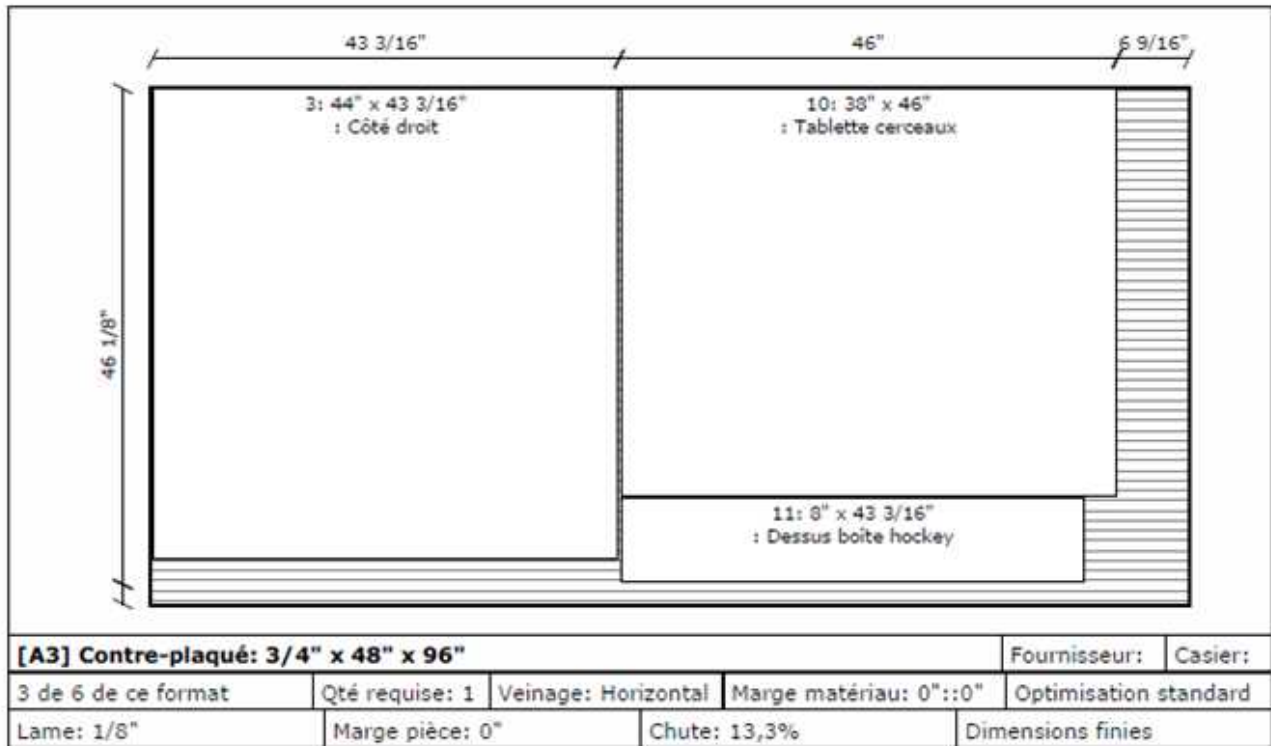 43 3/16" 46" 6 9/16"
3: 44" x 43 3/16"
: Côté droit
10: 38" x 46"
: Tablette cerceaux
46 1/8"
11: 8" x 43 3/16"
: Dessus boîte hockey
[A3] Contre-plaqué: 3/4" x 48" x 96" Fournisseur: Casier:
3 de 6 de ce format Qté requise: 1 Veinage: Horizontal Marge matériau: 0"::0" Optimisation standard
Lame: 1/8" Marge pièce: 0" Chute: 13,3% Dimensions finies